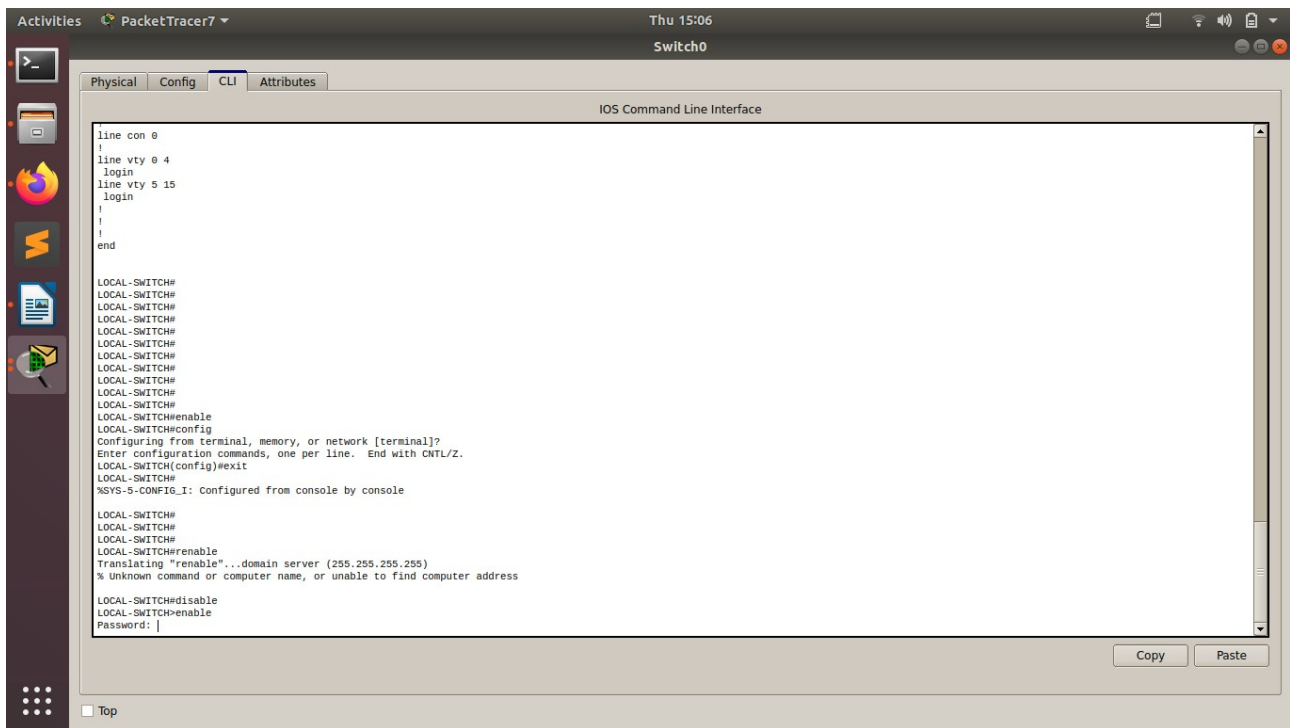 Activities PacketTracer7 Thu 15:06
Switch0
Physical Config CLI Attributes
IOS Command Line Interface
!
line con 0
!
line vty 0 4
login
line vty 5 15
login
!
!
!
end
LOCAL-SWITCH#
LOCAL-SWITCH#
LOCAL-SWITCH#
LOCAL-SWITCH#
LOCAL-SWITCH#
LOCAL-SWITCH#
LOCAL-SWITCH#
LOCAL-SWITCH#
LOCAL-SWITCH#
LOCAL-SWITCH#
LOCAL-SWITCH#
LOCAL-SWITCH#enable
LOCAL-SWITCH#config
Configuring from terminal, memory, or network [terminal]?
Enter configuration commands, one per line. End with CNTL/Z.
LOCAL-SWITCH(config)#exit
LOCAL-SWITCH#
%SYS-5-CONFIG_I: Configured from console by console
LOCAL-SWITCH#
LOCAL-SWITCH#
LOCAL-SWITCH#
LOCAL-SWITCH#renable
Translating "renable"...domain server (255.255.255.255)
% Unknown command or computer name, or unable to find computer address
LOCAL-SWITCH#disable
LOCAL-SWITCH>enable
Password:
Copy Paste
Top